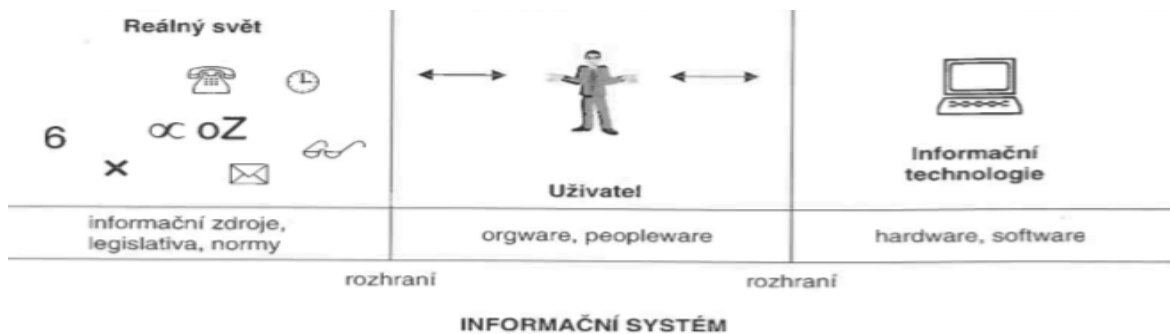 Reálný svět
6
∝ oZ
×
Uživatel
Informační
technologie
informační zdroje,
legislativa, normy
orgware, peopleware
hardware, software
rozhraní
rozhraní
INFORMAČNÍ SYSTÉM